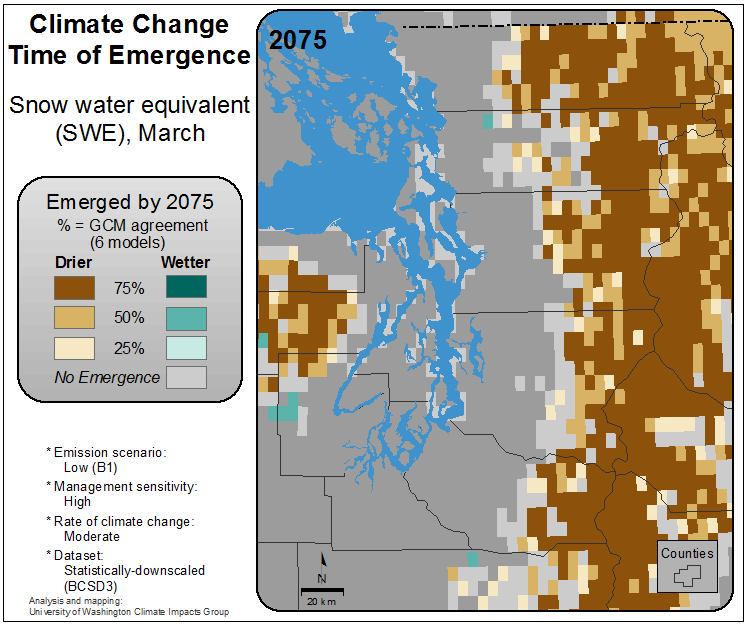 Climate Change
Time of Emergence
Snow water equivalent
(SWE), March
Emerged by 2075
% = GCM agreement
(6 models)
Drier Wetter
75%
50%
25%
No Emergence
* Emission scenario:
Low (B1)
* Management sensitivity:
High
* Rate of climate change:
Moderate
* Dataset:
Statistically-downscaled
(BCSD3)
Analysis and mapping:
University of Washington Climate Impacts Group
2075
N
20 km
Counties